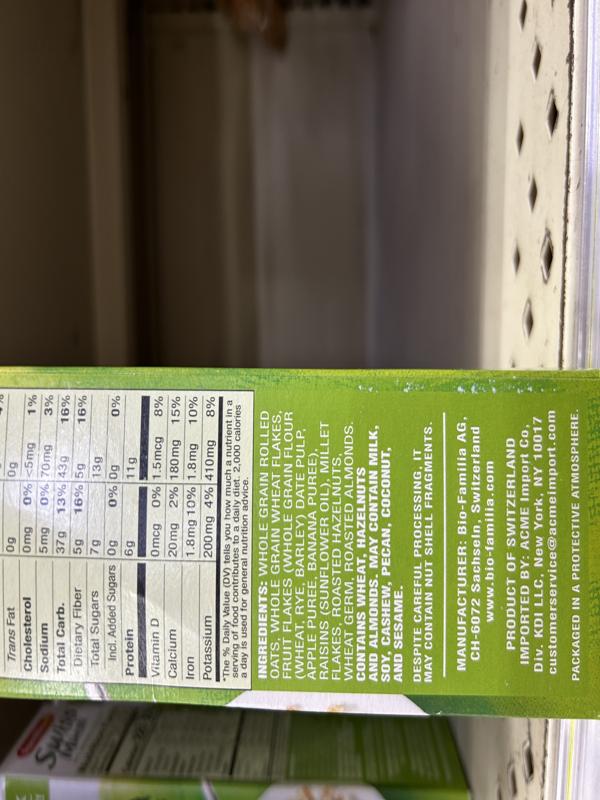 Trans Fat 0g 0g
Cholesterol 0mg 0% <5mg 1%
Sodium 5mg 0% 70mg 3%
Total Carb. 37g 13% 43g 16%
Dietary Fiber 5g 16% 5g 16%
Total Sugars 7g 13g
Incl. Added Sugars 0g 0% 0g 0%
Protein 6g 11g
Vitamin D 0mcg 0% 1.5mcg 8%
Calcium 20mg 2% 180mg 15%
Iron 1.8mg 10% 1.8mg 10%
Potassium 200mg 4% 410mg 8%
*The % Daily Value (DV) tells you how much a nutrient in a
serving of food contributes to a daily diet. 2,000 calories
a day is used for general nutrition advice.
INGREDIENTS: WHOLE GRAIN ROLLED
OATS, WHOLE GRAIN WHEAT FLAKES,
FRUIT FLAKES (WHOLE GRAIN FLOUR
(WHEAT, RYE, BARLEY) DATE PULP,
APPLE PUREE, BANANA PUREE),
RAISINS (SUNFLOWER OIL), MILLET
FLAKES, ROASTED HAZELNUTS,
WHEAT GERM, ROASTED ALMONDS.
CONTAINS WHEAT, HAZELNUTS
AND ALMONDS. MAY CONTAIN MILK,
SOY, CASHEW, PECAN, COCONUT,
AND SESAME.
DESPITE CAREFUL PROCESSING, IT
MAY CONTAIN NUT SHELL FRAGMENTS.
MANUFACTURER: Bio-Familia AG,
CH-6072 Sachseln, Switzerland
www.bio-familia.com
PRODUCT OF SWITZERLAND
IMPORTED BY: ACME Import Co,
Div. KDI LLC, New York, NY 10017
customerservice@acmeimport.com
PACKAGED IN A PROTECTIVE ATMOSPHERE.